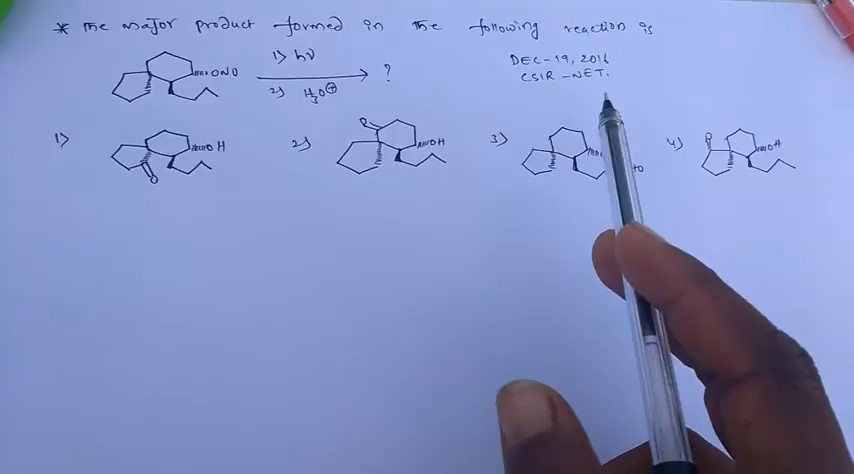 * The major product formed in the following reaction is
1) hν
2) H3O⊕
ONO
?
DEC-19, 2016
CSIR-NET.
1) OH O
2) O OH
3)
4) O OH